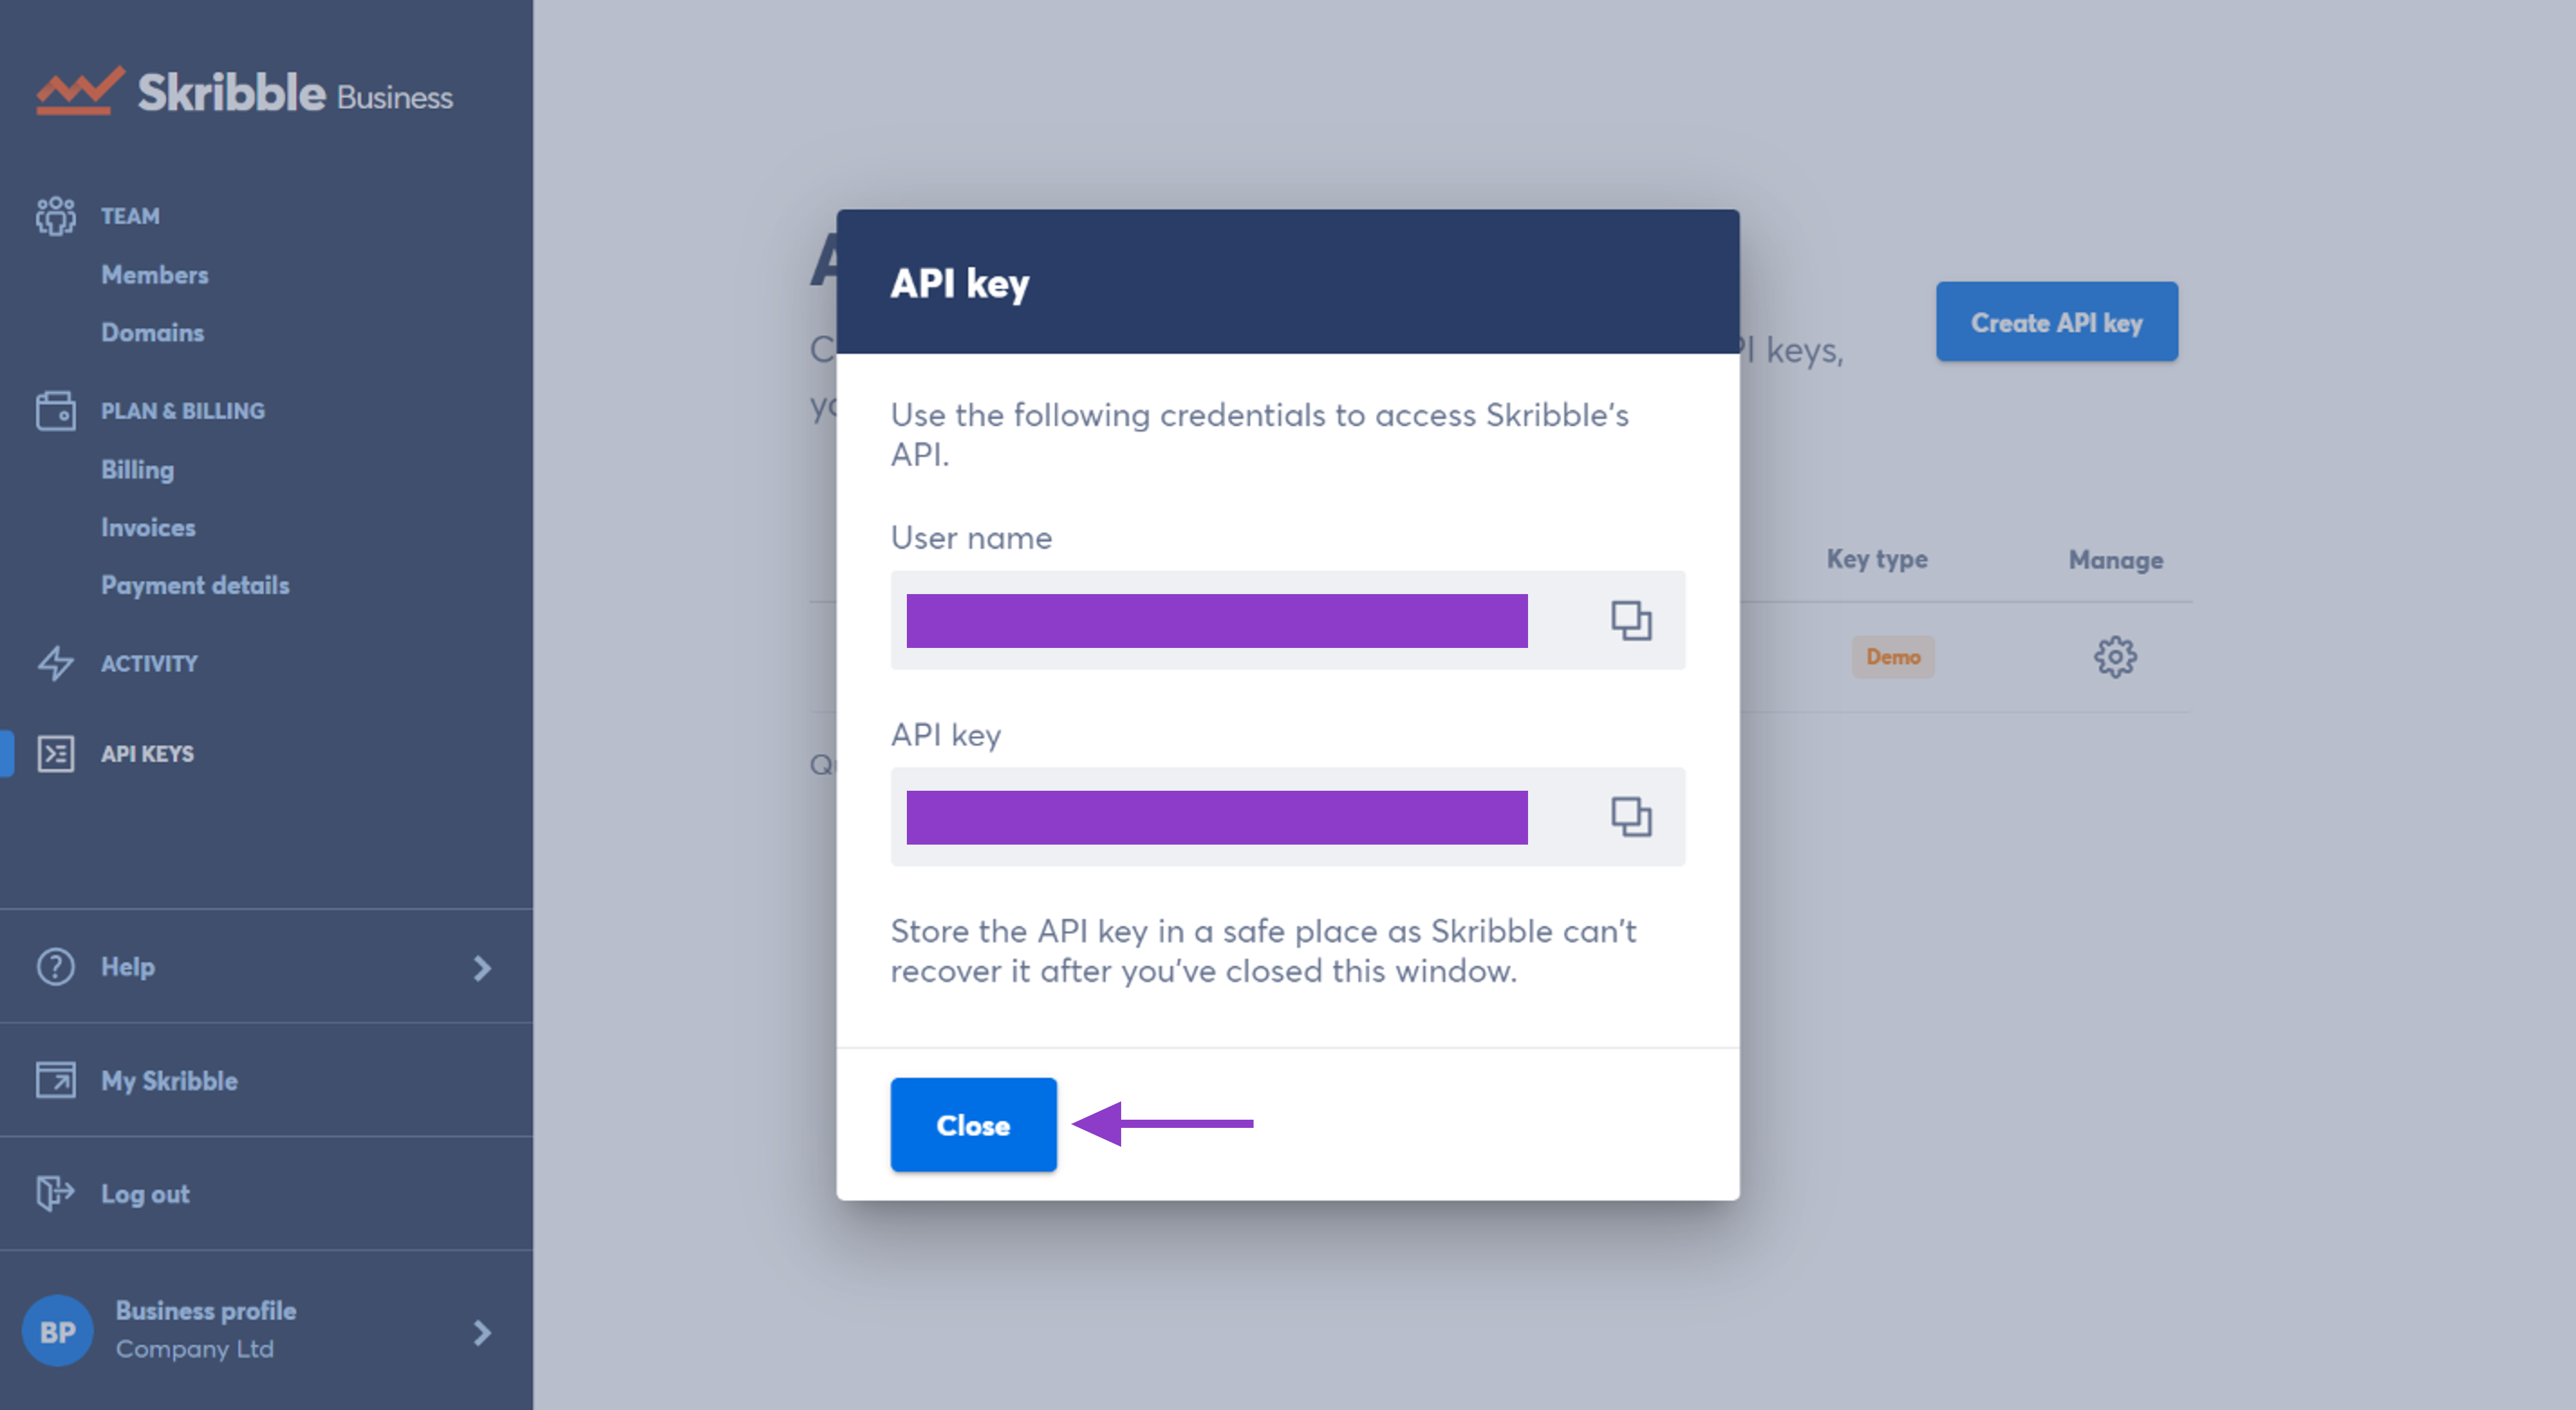 Skribble Business
TEAM
Members
Domains
PLAN & BILLING
Billing
Invoices
Payment details
ACTIVITY
API KEYS
Help
My Skribble
Log out
BP
Business profile
Company Ltd
API key
Use the following credentials to access Skribble's
API.
User name
API key
Store the API key in a safe place as Skribble can't
recover it after you've closed this window.
Close
Create API key
keys,
Key type
Manage
Demo